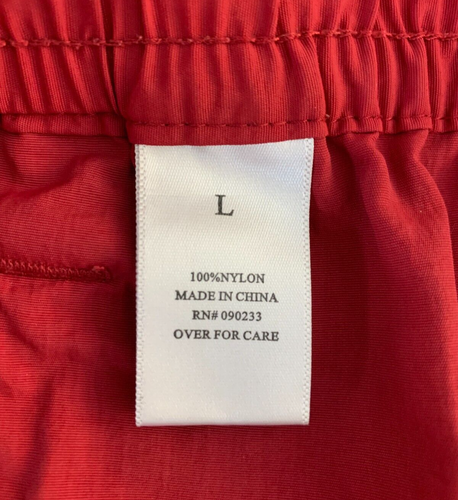 L
100%NYLON
MADE IN CHINA
RN# 090233
OVER FOR CARE